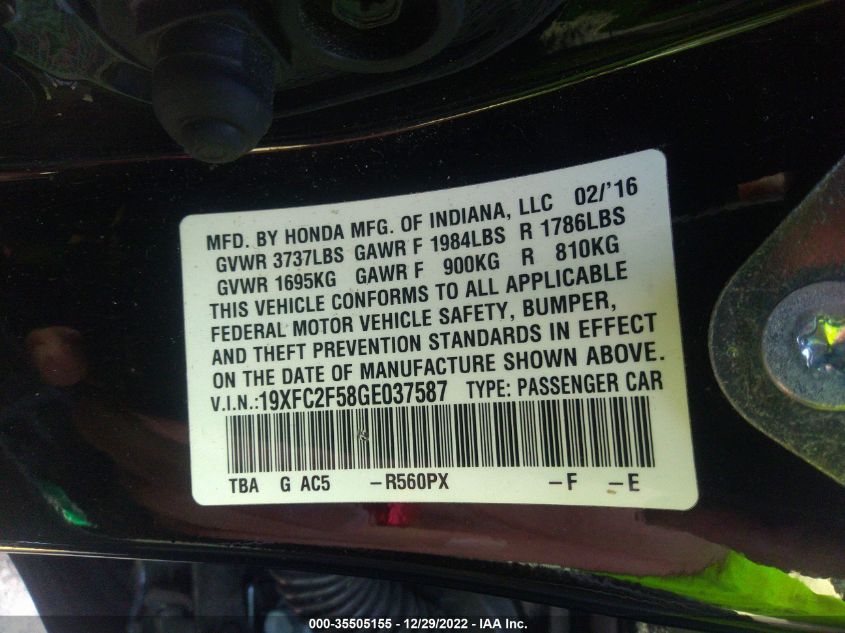 MFD. BY HONDA MFG. OF INDIANA, LLC 02/'16
GVWR 3737LBS GAWR F 1984LBS R 1786LBS
GVWR 1695KG GAWR F 900KG R 810KG
THIS VEHICLE CONFORMS TO ALL APPLICABLE
FEDERAL MOTOR VEHICLE SAFETY, BUMPER,
AND THEFT PREVENTION STANDARDS IN EFFECT
ON THE DATE OF MANUFACTURE SHOWN ABOVE.
V.I.N.:19XFC2F58GE037587 TYPE: PASSENGER CAR
TBA G AC5 -R560PX -F -E
000-35505155 - 12/29/2022 - IAA Inc.